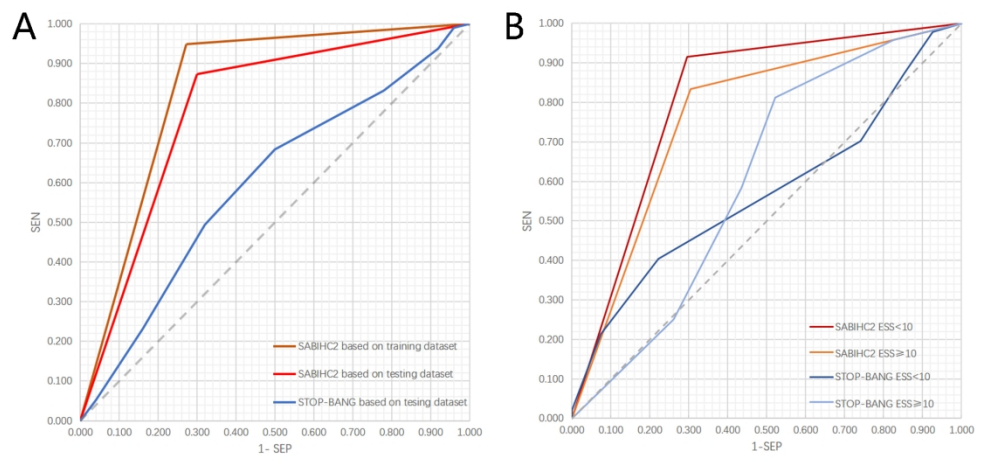 A
1.000
0.900
0.800
0.700
0.600
0.500
0.400
0.300
0.200
0.100
0.000
SEN
0.000 0.100 0.200 0.300 0.400 0.500 0.600 0.700 0.800 0.900 1.000
1- SEP
SABIHC2 based on training dataset
SABIHC2 based on testing dataset
STOP-BANG based on tesing dataset
B
1.000
0.900
0.800
0.700
0.600
0.500
0.400
0.300
0.200
0.100
0.000
SEN
0.000 0.100 0.200 0.300 0.400 0.500 0.600 0.700 0.800 0.900 1.000
1-SEP
SABIHC2 ESS<10
SABIHC2 ESS≥10
STOP-BANG ESS<10
STOP-BANG ESS≥10